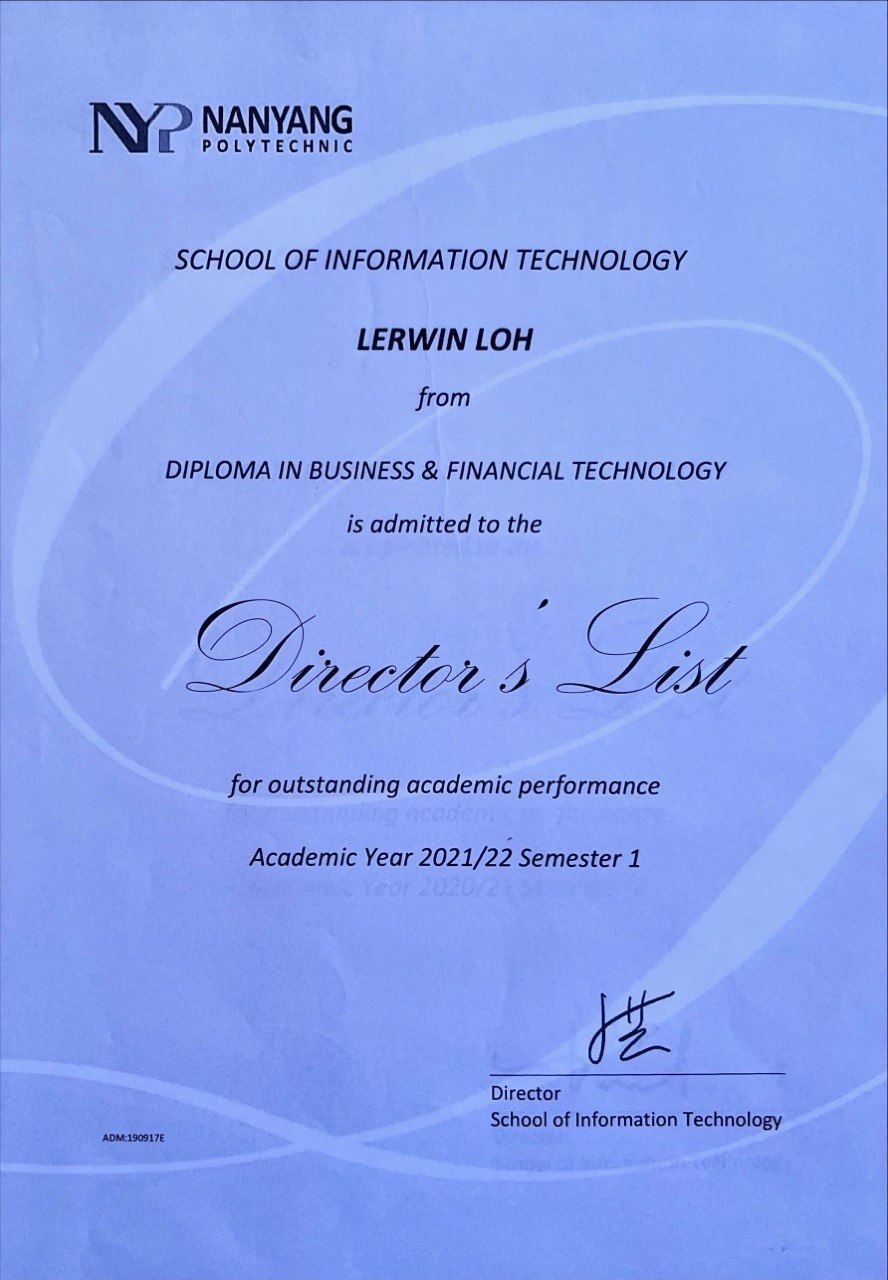 NYP NANYANG
POLYTECHNIC
SCHOOL OF INFORMATION TECHNOLOGY
LERWIN LOH
from
DIPLOMA IN BUSINESS & FINANCIAL TECHNOLOGY
is admitted to the
Director's List
for outstanding academic performance
Academic Year 2021/22 Semester 1
Director
School of Information Technology
ADM:190917E